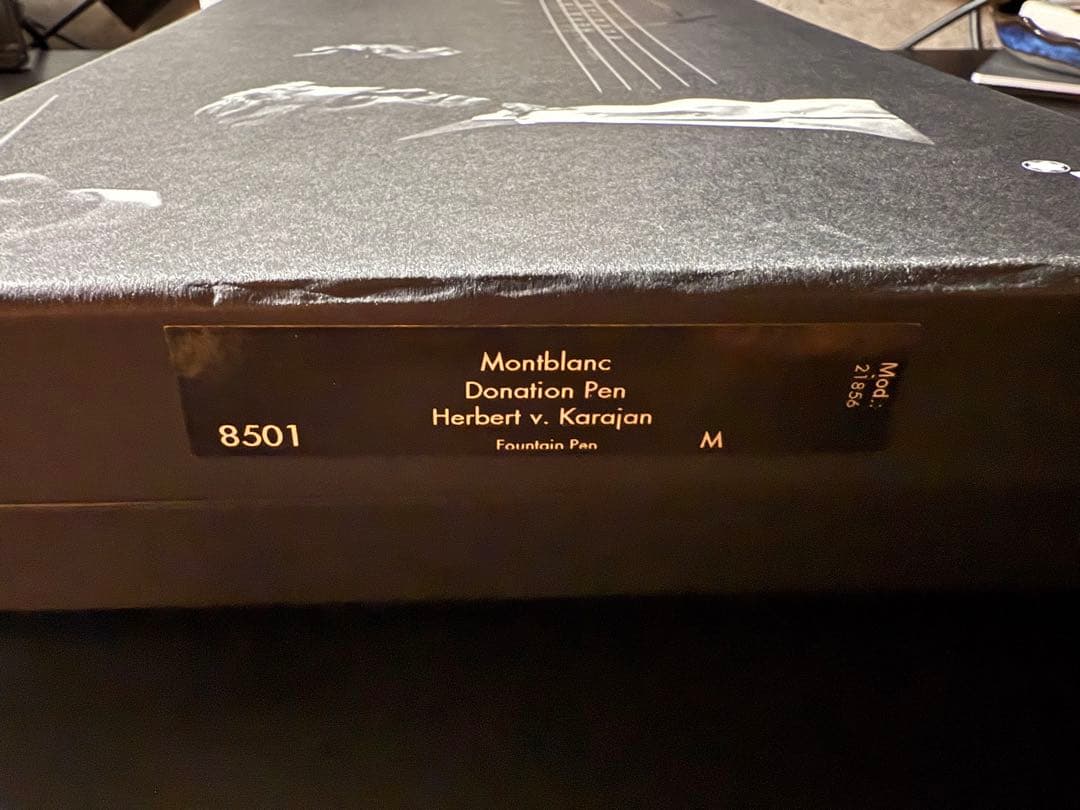 Montblanc
Donation Pen
Herbert v. Karajan
8501
Fountain Pen
M
Mod.:
21856